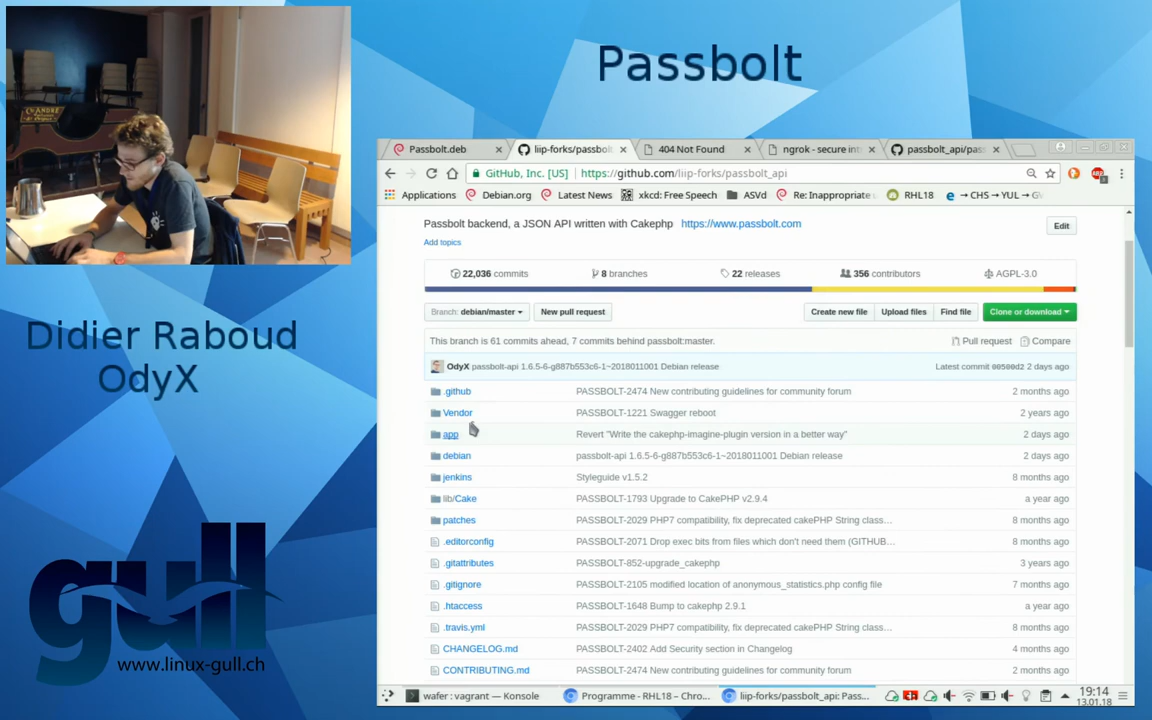 Passbolt
Didier Raboud
OdyX
gull
www.linux-gull.ch
Passbolt.deb
liip-forks/passbolt
404 Not Found
ngrok - secure int
passbolt_api/pas
GitHub, Inc. [US]
https://github.com/liip-forks/passbolt_api
Applications
Debian.org
Latest News
xkcd: Free Speech
ASVd
Re: Inappropriate
RHL18
→ CHS → YUL → G
Passbolt backend, a JSON API written with Cakephp https://www.passbolt.com
Edit
Add topics
22,036 commits
8 branches
22 releases
356 contributors
AGPL-3.0
Branch: debian/master
New pull request
Create new file
Upload files
Find file
Clone or download
This branch is 61 commits ahead, 7 commits behind passbolt:master.
Pull request
Compare
OdyX passbolt-api 1.6.5-6-g887b553c6-1~2018011001 Debian release
Latest commit 2 days ago
.github PASSBOLT-2474 New contributing guidelines for community forum 2 months ago
Vendor PASSBOLT-1221 Swagger reboot 2 years ago
app Revert "Write the cakephp-imagine-plugin version in a better way" 2 days ago
debian passbolt-api 1.6.5-6-g887b553c6-1~2018011001 Debian release 2 days ago
jenkins Styleguide v1.5.2 8 months ago
lib/Cake PASSBOLT-1793 Upgrade to CakePHP v2.9.4 a year ago
patches PASSBOLT-2029 PHP7 compatibility, fix deprecated cakePHP String class… 8 months ago
.editorconfig PASSBOLT-2071 Drop exec bits from files which don't need them (GITHUB… 8 months ago
.gitattributes PASSBOLT-852-upgrade_cakephp 3 years ago
.gitignore PASSBOLT-2105 modified location of anonymous_statistics.php config file 7 months ago
.htaccess PASSBOLT-1648 Bump to cakephp 2.9.1 a year ago
.travis.yml PASSBOLT-2029 PHP7 compatibility, fix deprecated cakePHP String class… 8 months ago
CHANGELOG.md PASSBOLT-2402 Add Security section in Changelog 4 months ago
CONTRIBUTING.md PASSBOLT-2474 New contributing guidelines for community forum 2 months ago
wafer : vagrant — Konsole
Programme - RHL18 – Chro...
liip-forks/passbolt_api: Pass...
19:14
13.01.18